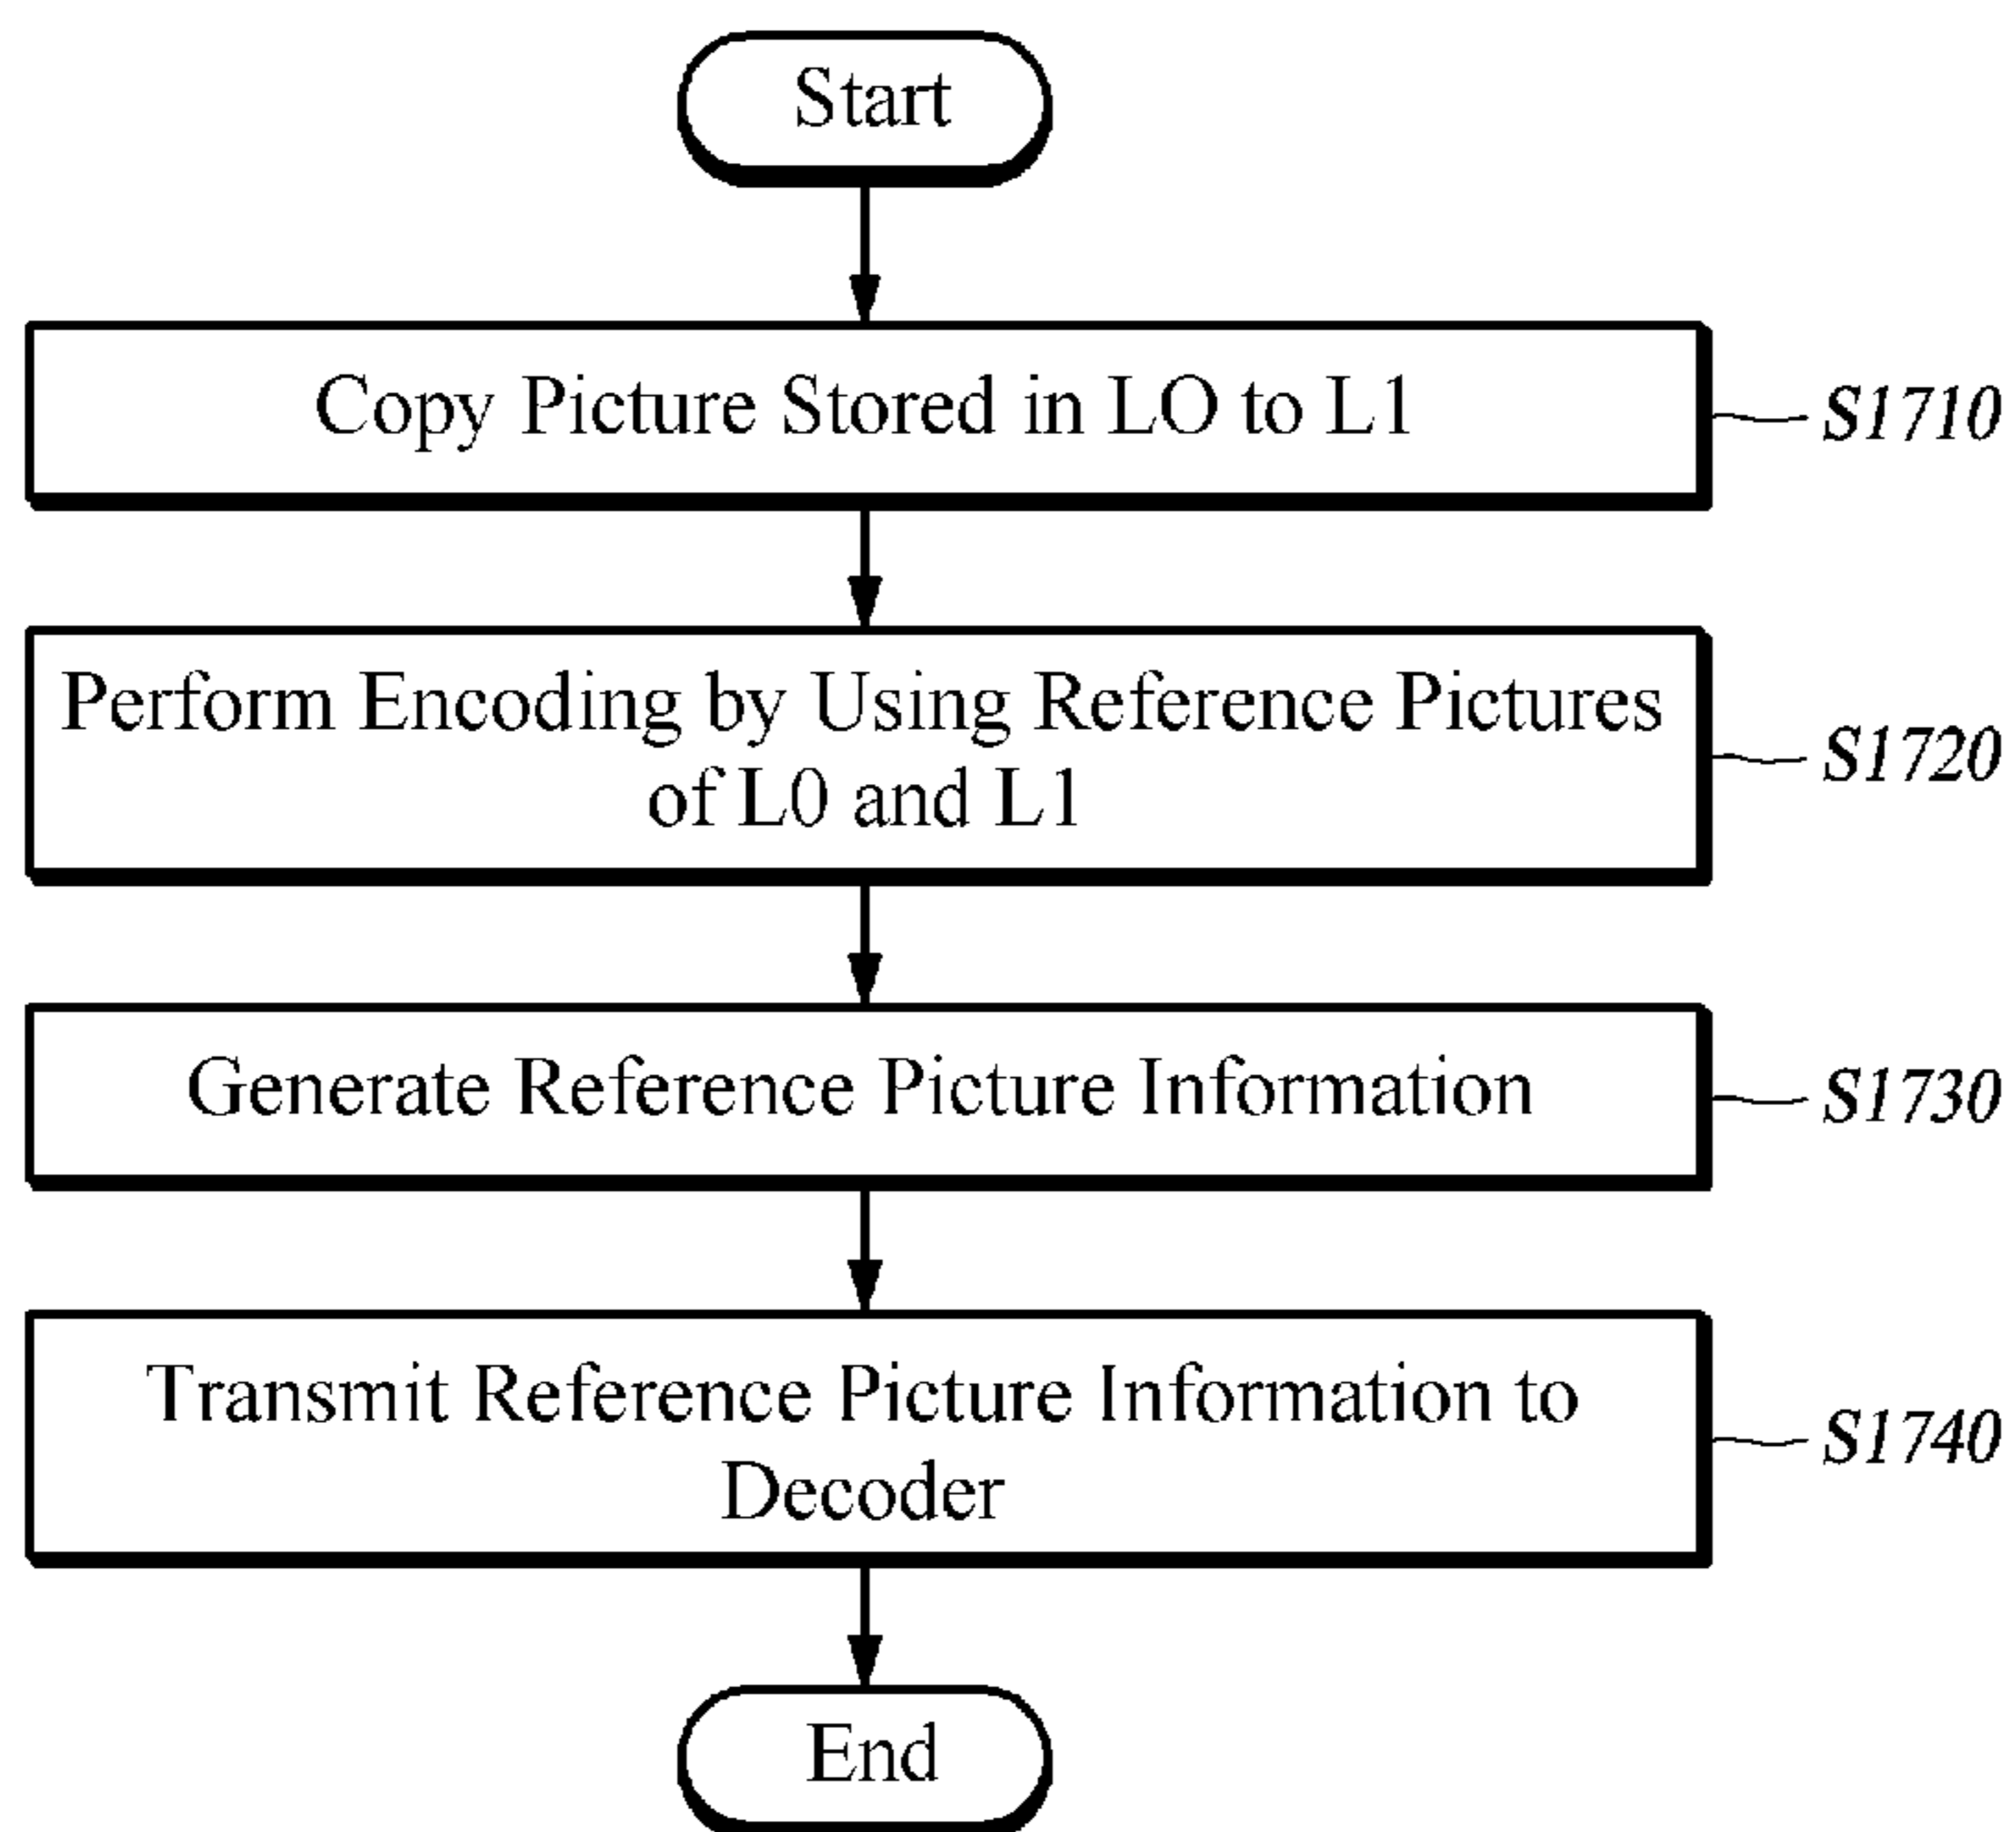 Start
Copy Picture Stored in LO to L1
S1710
Perform Encoding by Using Reference Pictures
of L0 and L1
S1720
Generate Reference Picture Information
S1730
Transmit Reference Picture Information to
Decoder
S1740
End